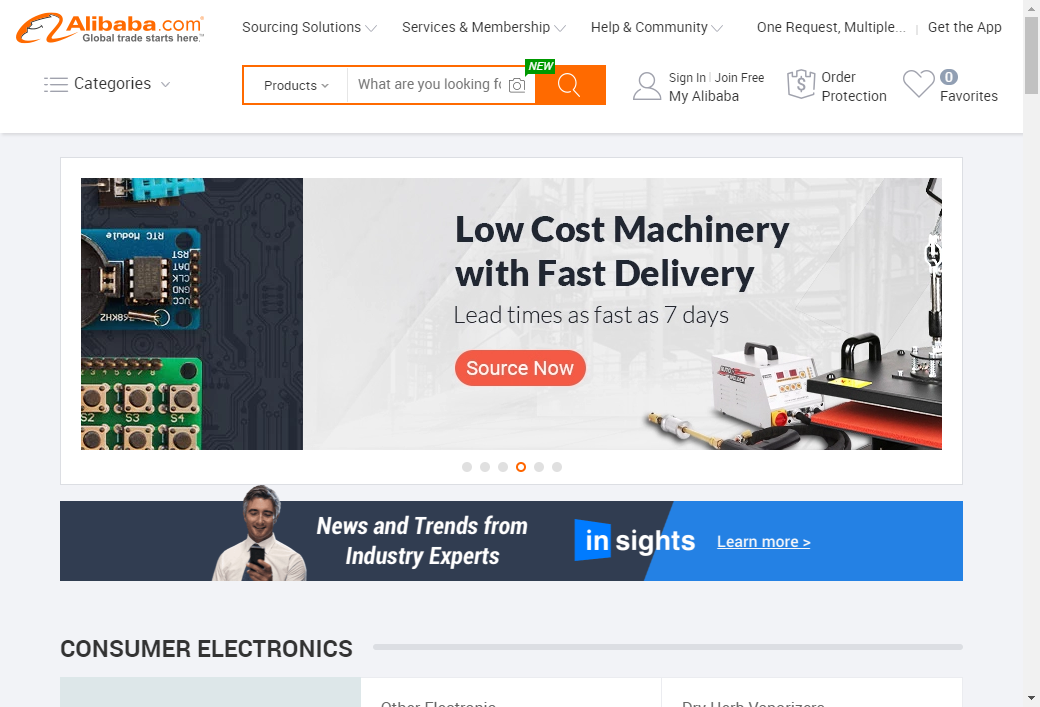 Alibaba.com
Global trade starts here.™
Sourcing Solutions
Services & Membership
Help & Community
One Request, Multiple...
Get the App
Categories
Products
What are you looking fo
NEW
Sign In
Join Free
My Alibaba
Order
Protection
0
Favorites
RTC Module
RST
DAT
CLK
GND
VCC
S2 S3 S4
Low Cost Machinery
with Fast Delivery
Lead times as fast as 7 days
Source Now
News and Trends from
Industry Experts
in sights
Learn more >
CONSUMER ELECTRONICS
Other Electronic
Dry Herb Vaporizers